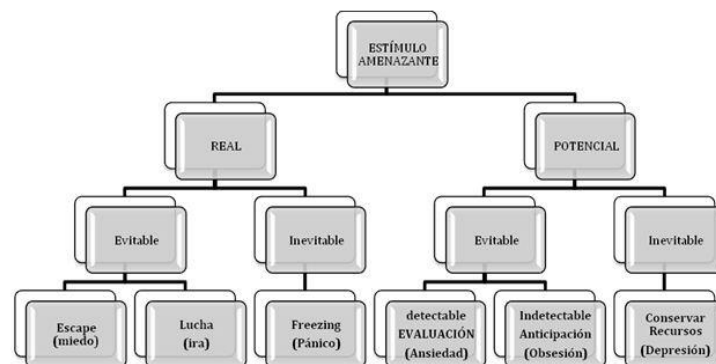 ESTÍMULO
AMENAZANTE
REAL
POTENCIAL
Evitable
Inevitable
Evitable
Inevitable
Escape
(miedo)
Lucha
(ira)
Freezing
(Pánico)
detectable
EVALUACIÓN
(Ansiedad)
Indetectable
Anticipación
(Obsesión)
Conservar
Recursos
(Depresión)